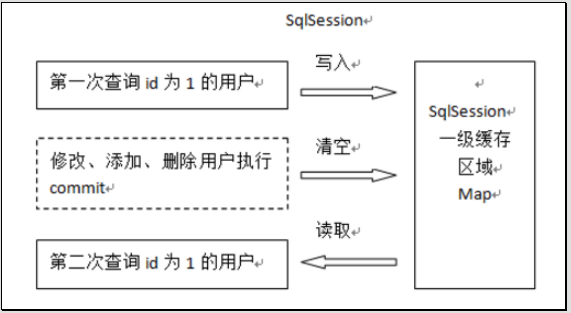 SqlSession
第一次查询 id 为 1 的用户
写入
修改、添加、删除用户执行
commit
清空
第二次查询 id 为 1 的用户
读取
SqlSession
一级缓存
区域
Map